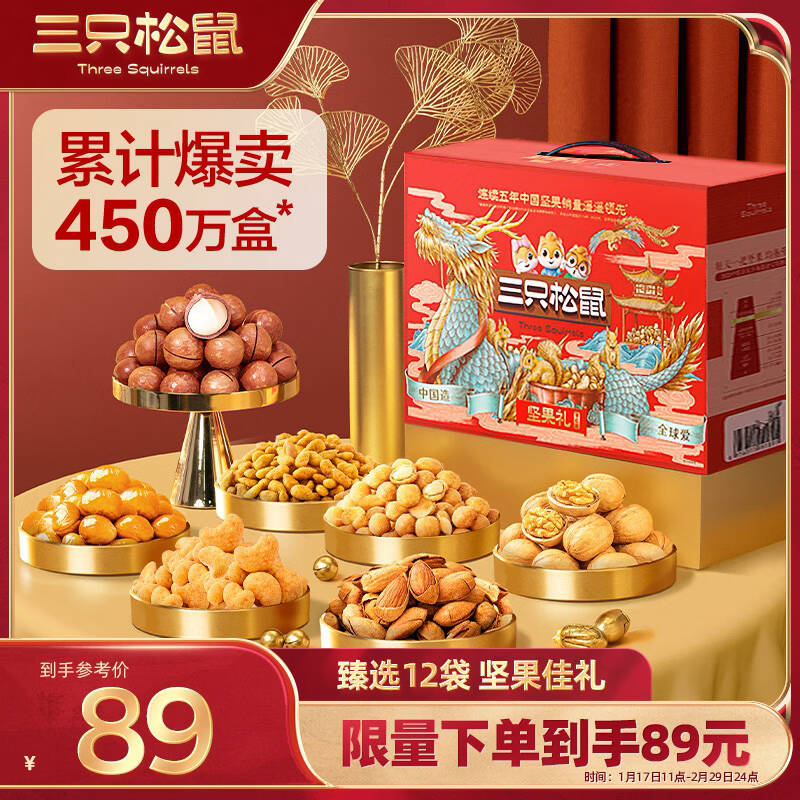 三只松鼠
Three Squirrels
累计爆卖
450万盒*
连续五年中国坚果销量遥遥领先
三只松鼠
Three Squirrels
中国造
坚果礼
全球爱
Three
Squirrels
到手参考价
¥ 89
臻选12袋 坚果佳礼
限量下单到手89元
时间：1月17日11点-2月29日24点